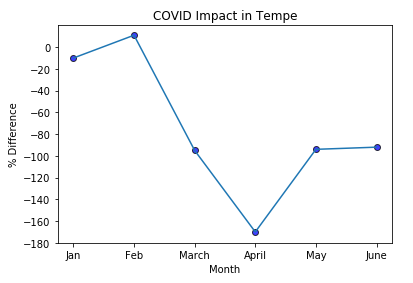 COVID Impact in Tempe
% Difference
0
−20
−40
−60
−80
−100
−120
−140
−160
−180
Jan Feb March April May June
Month